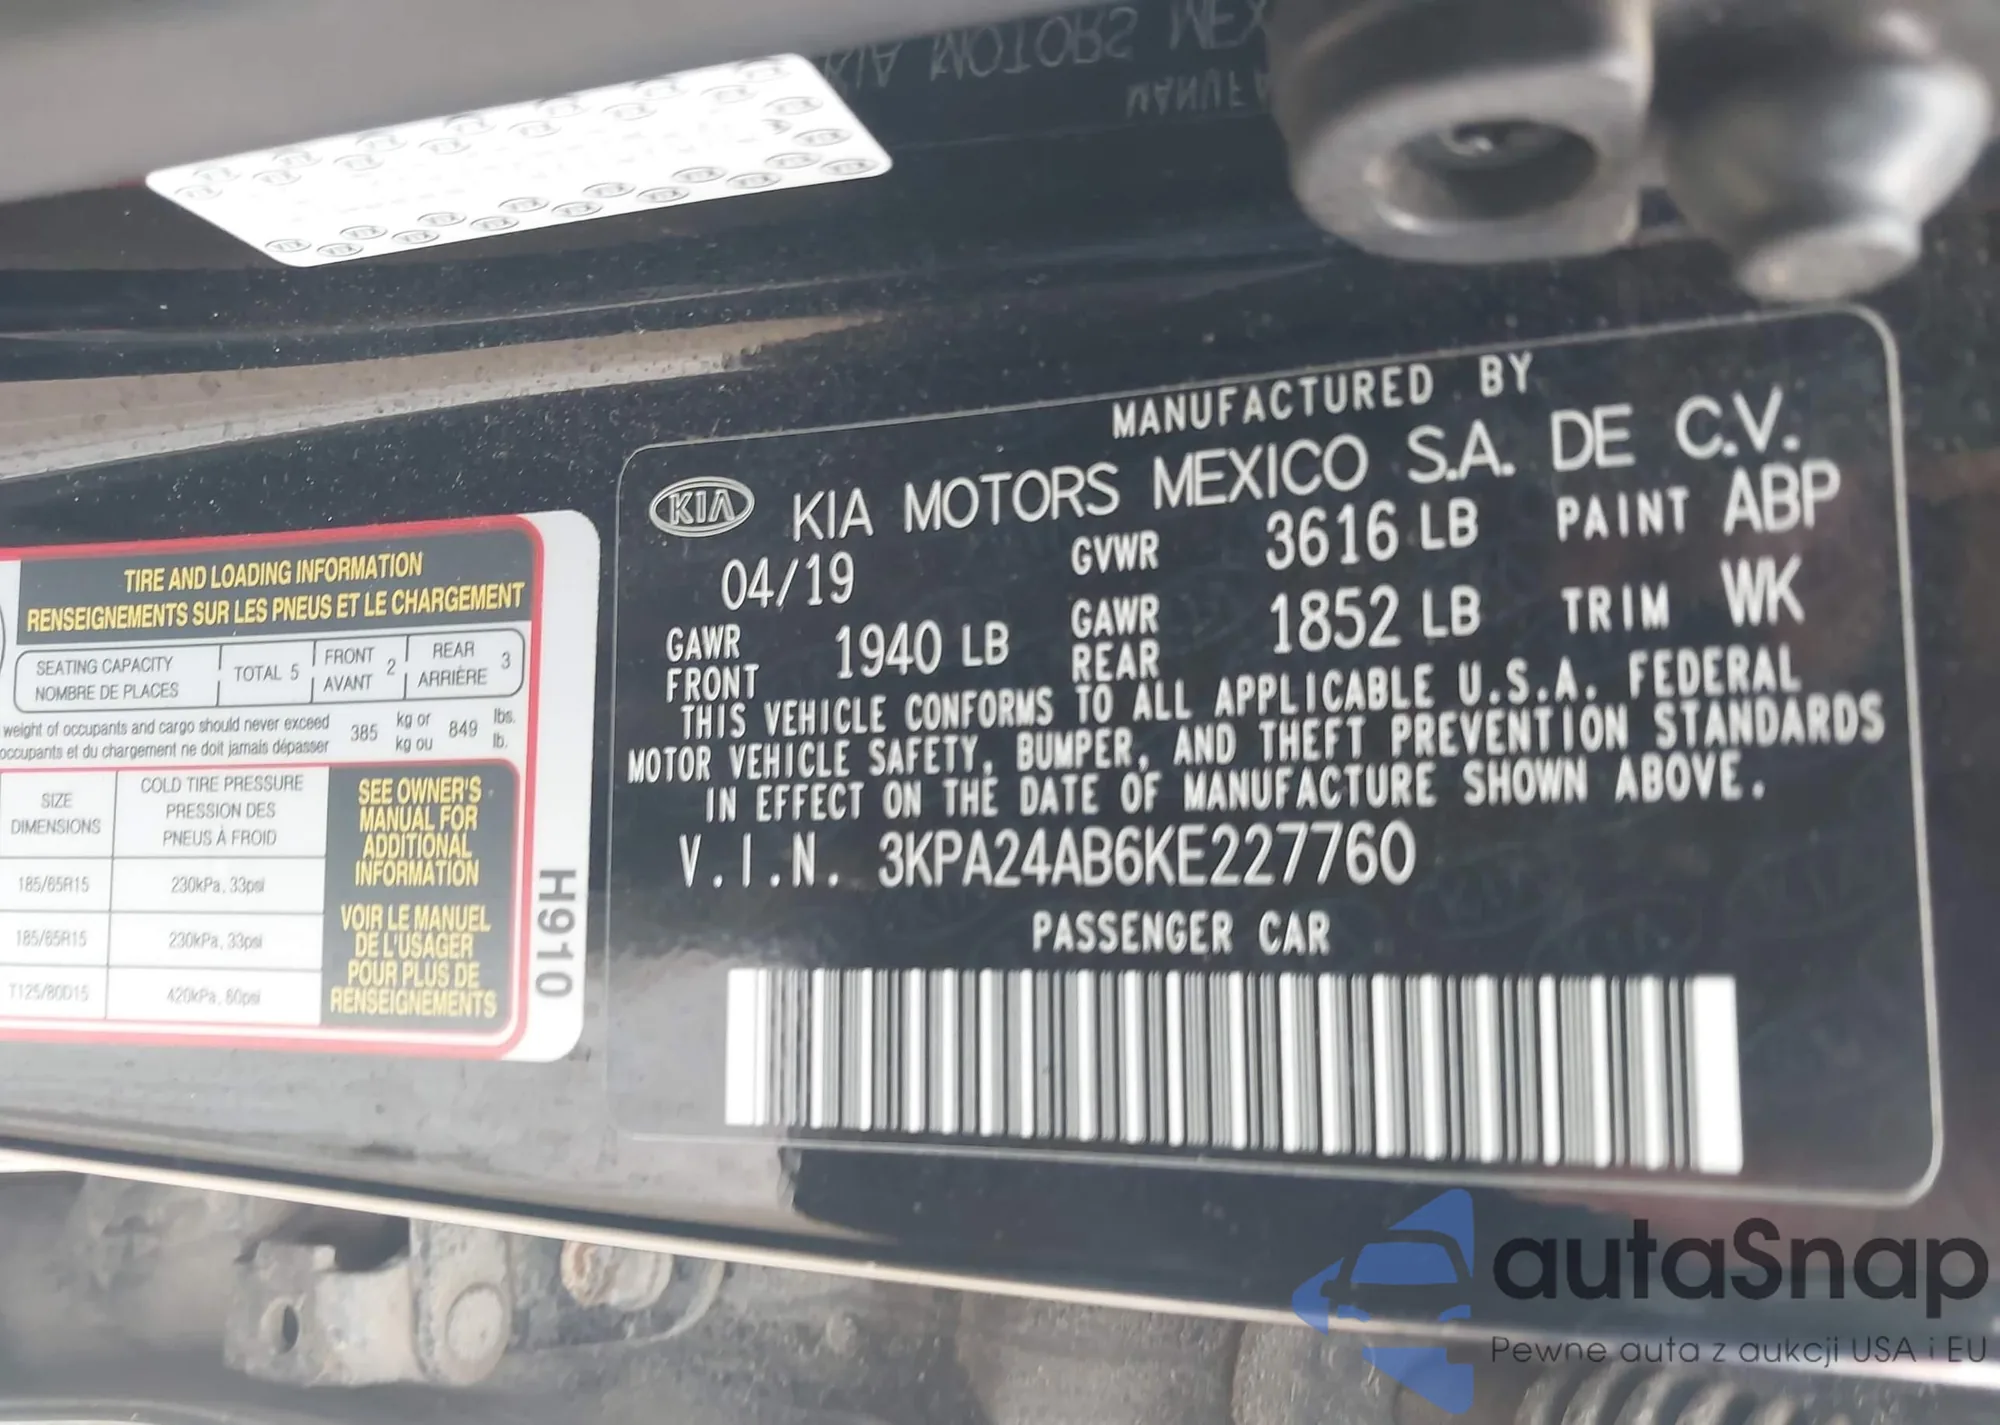 KIA MOTORS MEX
MANUFA
MANUFACTURED BY
KIA KIA MOTORS MEXICO S.A. DE C.V.
04/19 GVWR 3616 LB PAINT ABP
GAWR FRONT 1940 LB GAWR REAR 1852 LB TRIM WK
THIS VEHICLE CONFORMS TO ALL APPLICABLE U.S.A. FEDERAL
MOTOR VEHICLE SAFETY, BUMPER, AND THEFT PREVENTION STANDARDS
IN EFFECT ON THE DATE OF MANUFACTURE SHOWN ABOVE.
V.I.N. 3KPA24AB6KE227760
PASSENGER CAR
TIRE AND LOADING INFORMATION
RENSEIGNEMENTS SUR LES PNEUS ET LE CHARGEMENT
SEATING CAPACITY
NOMBRE DE PLACES
TOTAL 5
FRONT
AVANT
2
REAR
ARRIÈRE
3
weight of occupants and cargo should never exceed
occupants et du chargement ne doit jamais dépasser
385 kg or 849 lbs.
kg ou lb.
SIZE
DIMENSIONS
COLD TIRE PRESSURE
PRESSION DES
PNEUS À FROID
185/65R15 230kPa, 33psi
185/65R15 230kPa, 33psi
T125/80D15 420kPa, 60psi
SEE OWNER'S
MANUAL FOR
ADDITIONAL
INFORMATION
VOIR LE MANUEL
DE L'USAGER
POUR PLUS DE
RENSEIGNEMENTS
H910
autaSnap
Pewne auta z aukcji USA i EU